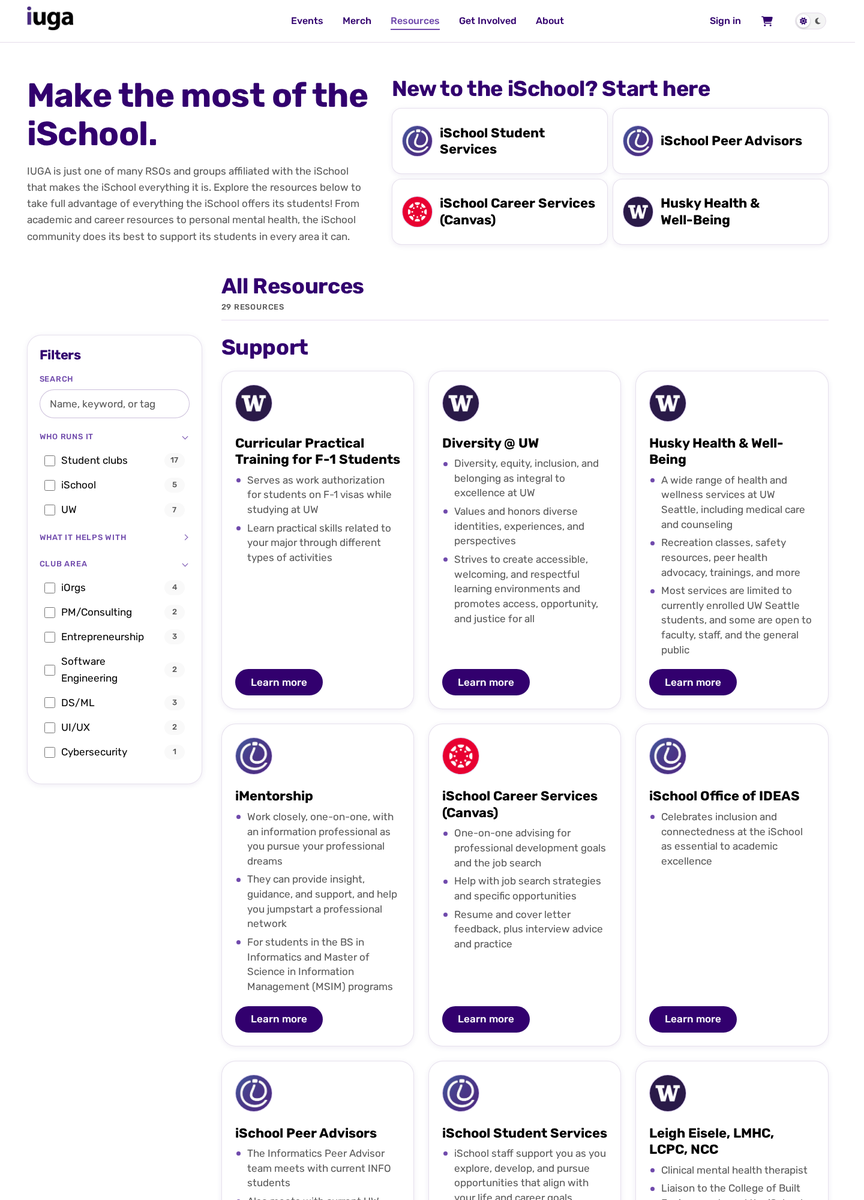 iuga
Events
Merch
Resources
Get Involved
About
Sign in
Make the most of the
iSchool.
IUGA is just one of many RSOs and groups affiliated with the iSchool
that makes the iSchool everything it is. Explore the resources below to
take full advantage of everything the iSchool offers its students! From
academic and career resources to personal mental health, the iSchool
community does its best to support its students in every area it can.
New to the iSchool? Start here
iSchool Student
Services
iSchool Peer Advisors
iSchool Career Services
(Canvas)
W
Husky Health &
Well-Being
All Resources
29 RESOURCES
Filters
SEARCH
Name, keyword, or tag
WHO RUNS IT
Student clubs 17
iSchool 5
UW 7
WHAT IT HELPS WITH
CLUB AREA
iOrgs 4
PM/Consulting 2
Entrepreneurship 3
Software
Engineering 2
DS/ML 3
UI/UX 2
Cybersecurity 1
Support
W
Curricular Practical
Training for F-1 Students
Serves as work authorization
for students on F-1 visas while
studying at UW
Learn practical skills related to
your major through different
types of activities
Learn more
W
Diversity @ UW
Diversity, equity, inclusion, and
belonging as integral to
excellence at UW
Values and honors diverse
identities, experiences, and
perspectives
Strives to create accessible,
welcoming, and respectful
learning environments and
promotes access, opportunity,
and justice for all
Learn more
W
Husky Health & Well-
Being
A wide range of health and
wellness services at UW
Seattle, including medical care
and counseling
Recreation classes, safety
resources, peer health
advocacy, trainings, and more
Most services are limited to
currently enrolled UW Seattle
students, and some are open to
faculty, staff, and the general
public
Learn more
iMentorship
Work closely, one-on-one, with
an information professional as
you pursue your professional
dreams
They can provide insight,
guidance, and support, and help
you jumpstart a professional
network
For students in the BS in
Informatics and Master of
Science in Information
Management (MSIM) programs
Learn more
iSchool Career Services
(Canvas)
One-on-one advising for
professional development goals
and the job search
Help with job search strategies
and specific opportunities
Resume and cover letter
feedback, plus interview advice
and practice
Learn more
iSchool Office of IDEAS
Celebrates inclusion and
connectedness at the iSchool
as essential to academic
excellence
Learn more
iSchool Peer Advisors
The Informatics Peer Advisor
team meets with current INFO
students
iSchool Student Services
iSchool staff support you as you
explore, develop, and pursue
opportunities that align with
your life and career goals
W
Leigh Eisele, LMHC,
LCPC, NCC
Clinical mental health therapist
Liaison to the College of Built